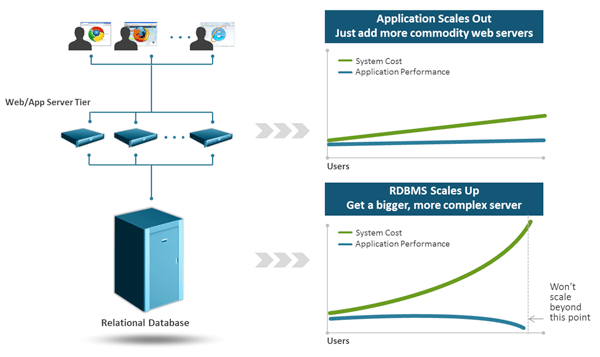 Application Scales Out
Just add more commodity web servers
System Cost
Application Performance
Web/App Server Tier
Users
RDBMS Scales Up
Get a bigger, more complex server
System Cost
Application Performance
Won't
scale
beyond
this point
Relational Database
Users